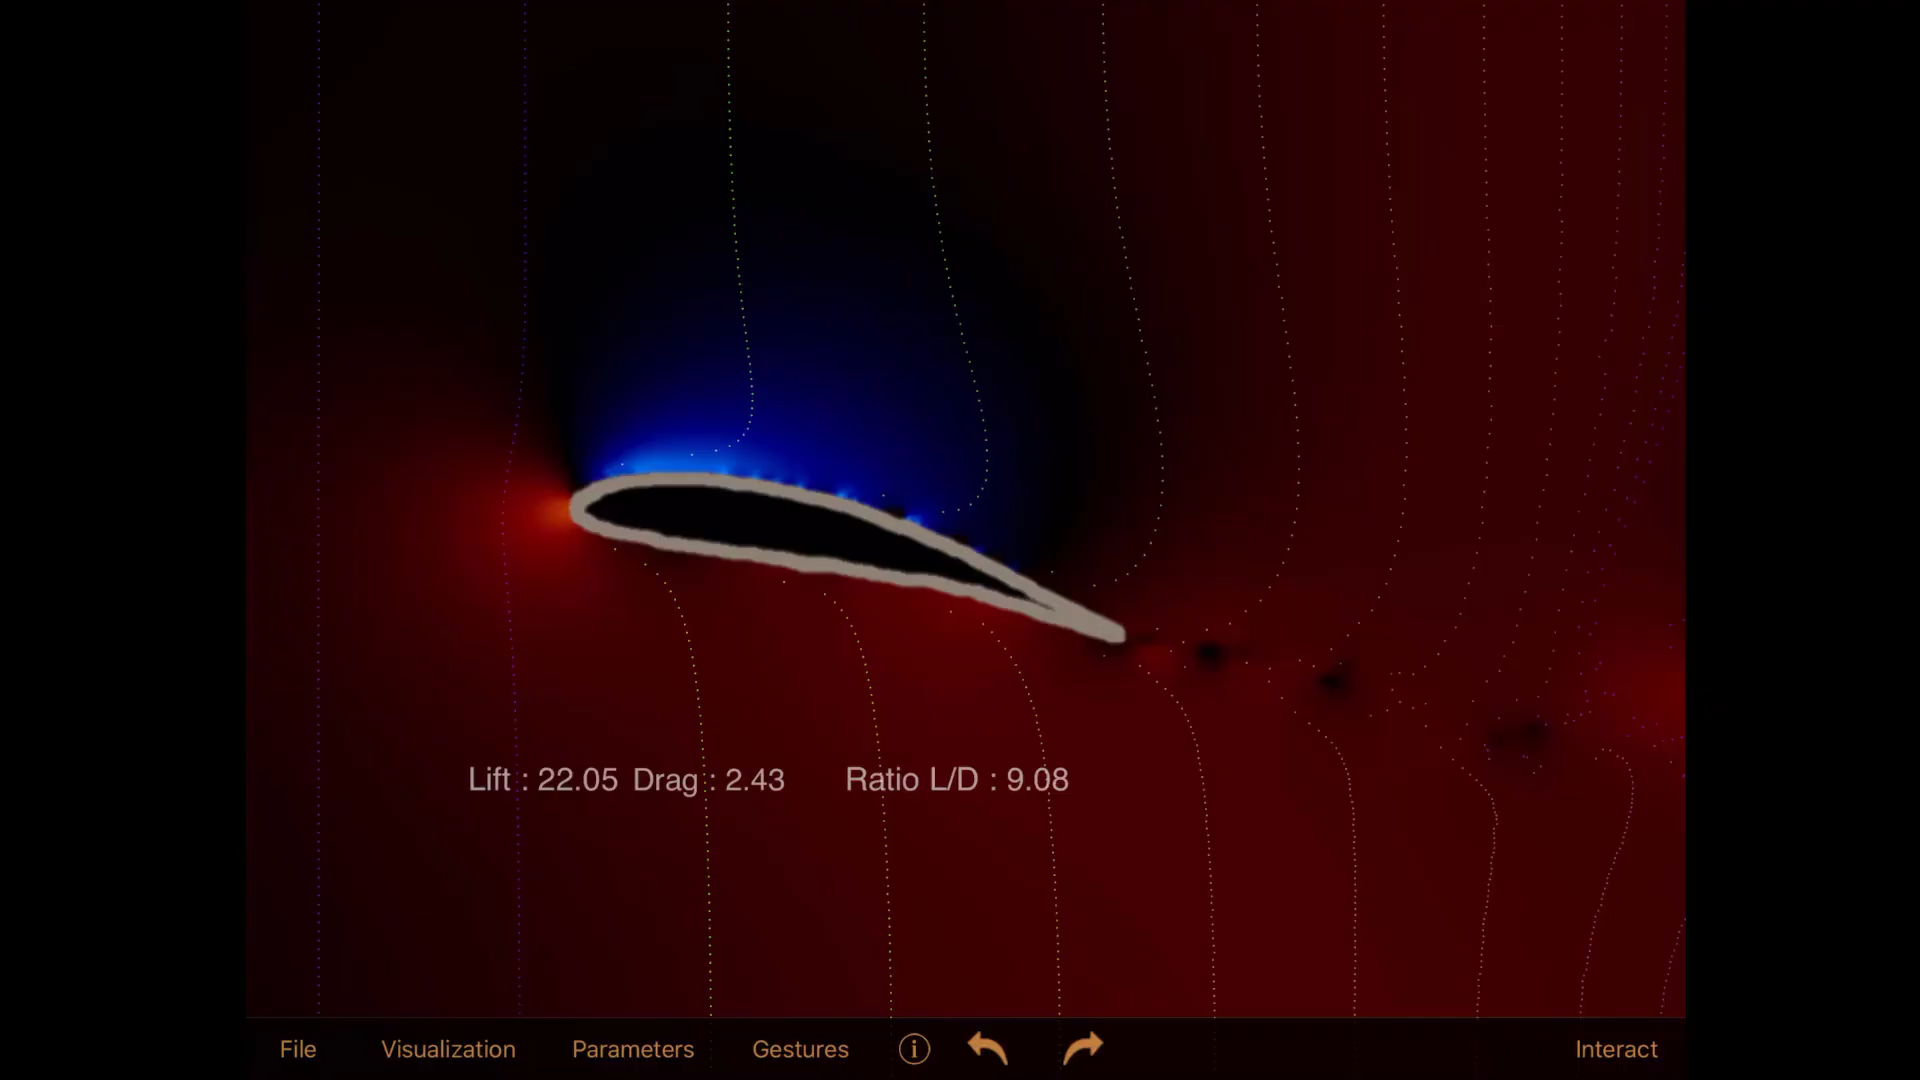 Lift : 22.05 Drag : 2.43 Ratio L/D : 9.08
File Visualization Parameters Gestures Interact